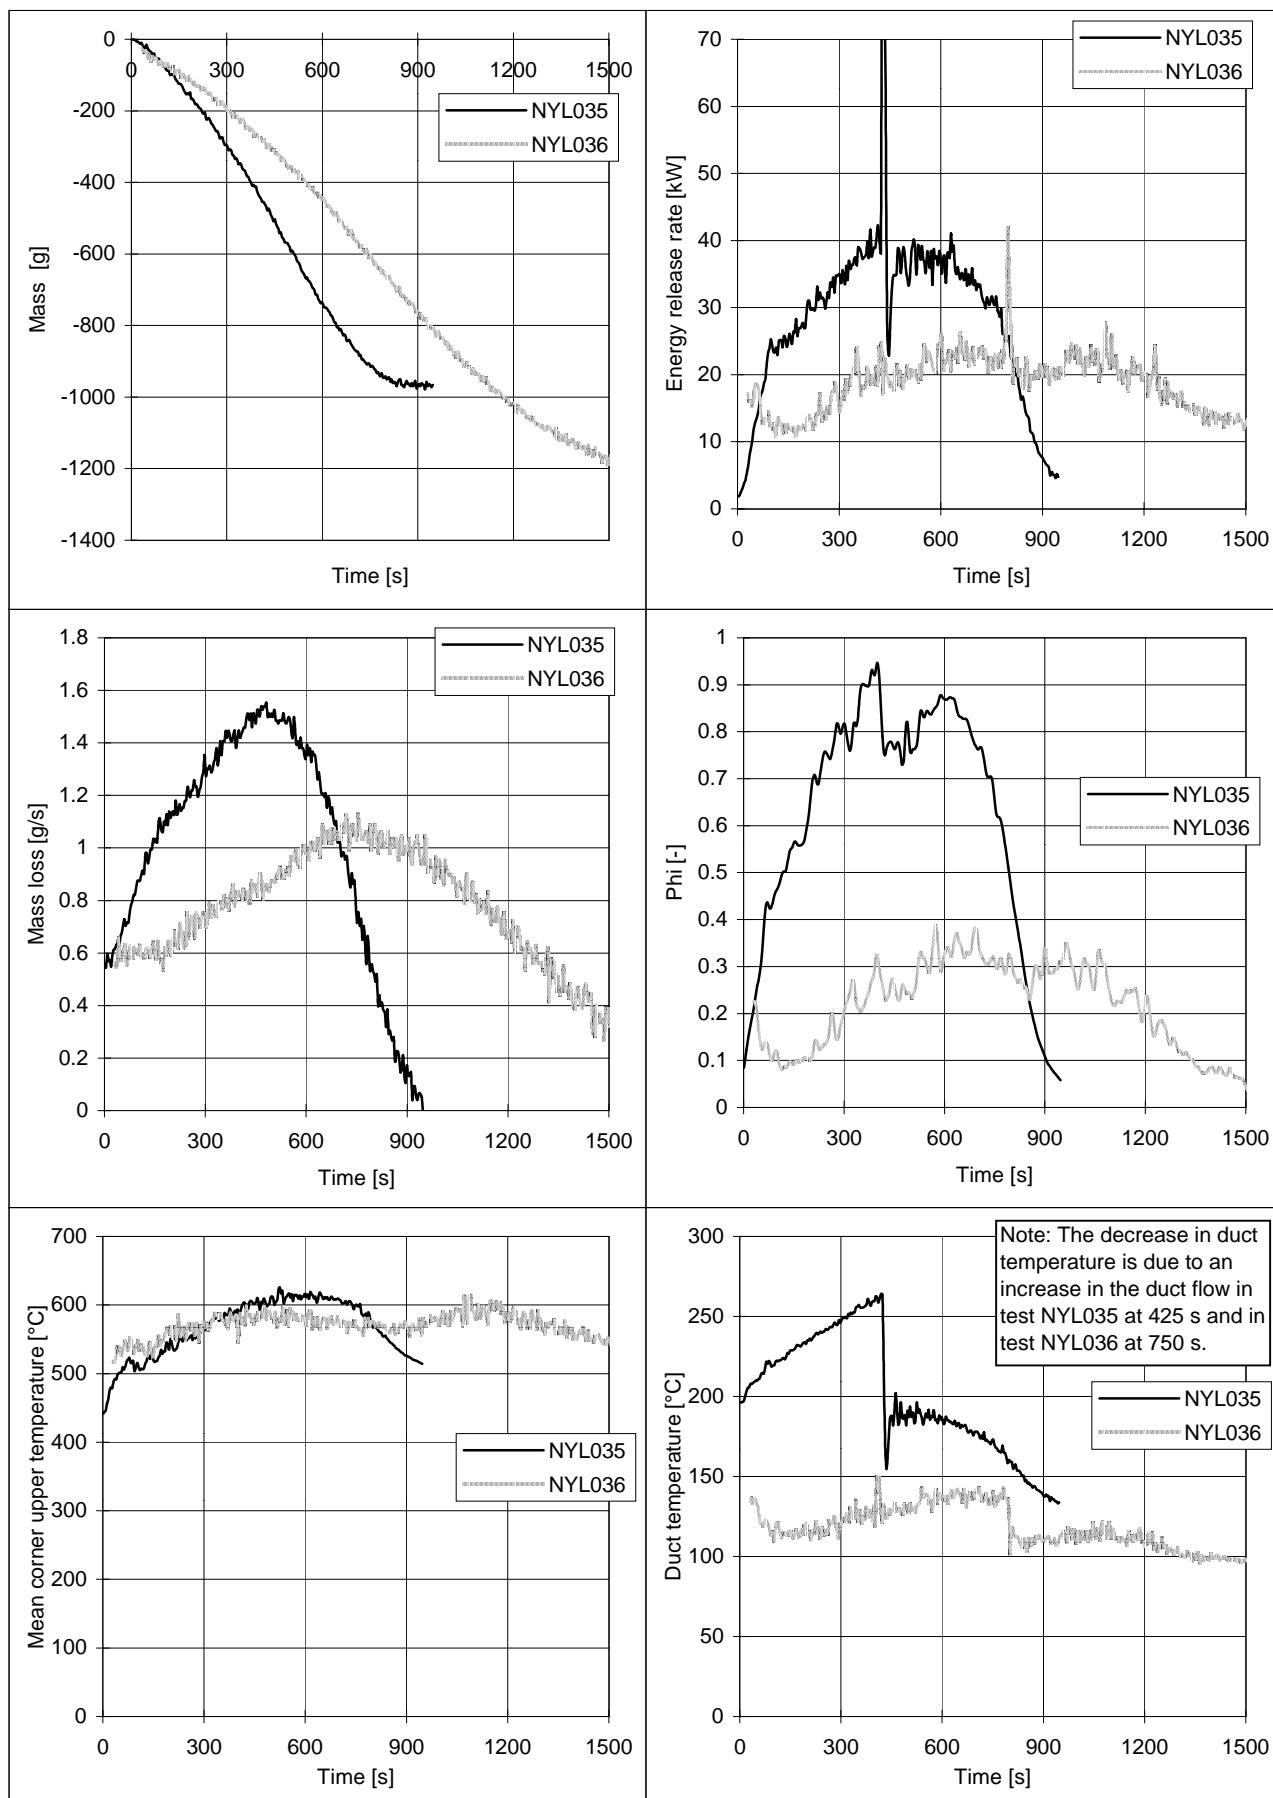 0
-200
-400
-600
-800
-1000
-1200
-1400
0 300 600 900 1200 1500
Mass [g]
Time [s]
NYL035
NYL036
70
60
50
40
30
20
10
0
0 300 600 900 1200 1500
Energy release rate [kW]
Time [s]
NYL035
NYL036
1.8
1.6
1.4
1.2
1
0.8
0.6
0.4
0.2
0
0 300 600 900 1200 1500
Mass loss [g/s]
Time [s]
NYL035
NYL036
1
0.9
0.8
0.7
0.6
0.5
0.4
0.3
0.2
0.1
0
0 300 600 900 1200 1500
Phi [-]
Time [s]
NYL035
NYL036
700
600
500
400
300
200
100
0
0 300 600 900 1200 1500
Mean corner upper temperature [°C]
Time [s]
NYL035
NYL036
300
250
200
150
100
50
0
0 300 600 900 1200 1500
Duct temperature [°C]
Time [s]
Note: The decrease in duct
temperature is due to an
increase in the duct flow in
test NYL035 at 425 s and in
test NYL036 at 750 s.
NYL035
NYL036